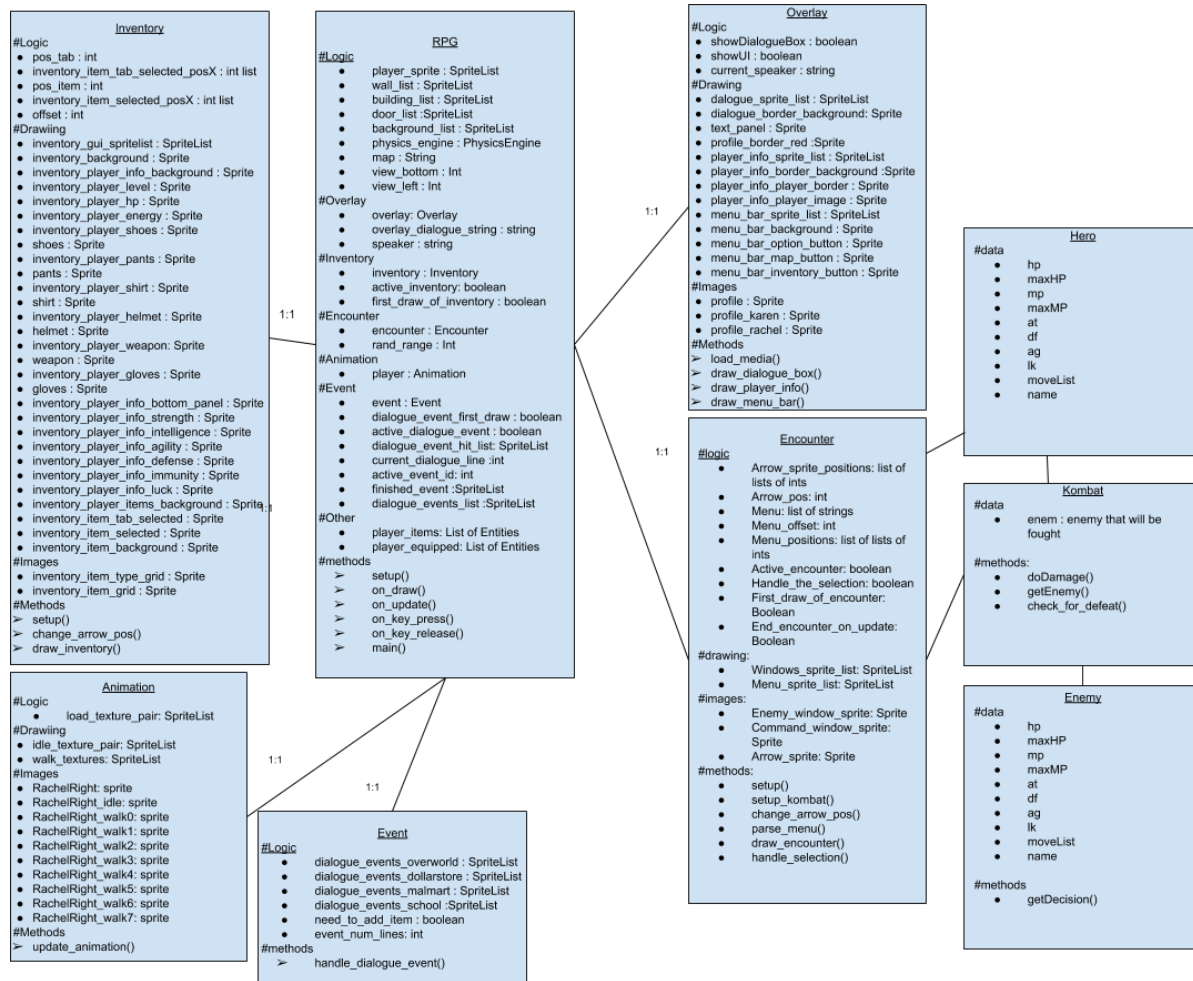 Inventory
#Logic
● pos_tab : int
● inventory_item_tab_selected_posX : int list
● pos_item : int
● inventory_item_selected_posX : int list
● offset : int
#Drawiing
● inventory_gui_spritelist : SpriteList
● inventory_background : Sprite
● inventory_player_info_background : Sprite
● inventory_player_level : Sprite
● inventory_player_hp : Sprite
● inventory_player_energy : Sprite
● inventory_player_shoes : Sprite
● shoes : Sprite
● inventory_player_pants : Sprite
● pants : Sprite
● inventory_player_shirt : Sprite
● shirt : Sprite
● inventory_player_helmet : Sprite
● helmet : Sprite
● inventory_player_weapon: Sprite
● weapon : Sprite
● inventory_player_gloves : Sprite
● gloves : Sprite
● inventory_player_info_bottom_panel : Sprite
● inventory_player_info_strength : Sprite
● inventory_player_info_intelligence : Sprite
● inventory_player_info_agility : Sprite
● inventory_player_info_defense : Sprite
● inventory_player_info_immunity : Sprite
● inventory_player_info_luck : Sprite
● inventory_player_items_background : Sprite
● inventory_item_tab_selected : Sprite
● inventory_item_selected : Sprite
● inventory_item_background : Sprite
#Images
● inventory_item_type_grid : Sprite
● inventory_item_grid : Sprite
#Methods
➢ setup()
➢ change_arrow_pos()
➢ draw_inventory()
1:1
1:1
RPG
#Logic
● player_sprite : SpriteList
● wall_list : SpriteList
● building_list : SpriteList
● door_list :SpriteList
● background_list : SpriteList
● physics_engine : PhysicsEngine
● map : String
● view_bottom : Int
● view_left : Int
#Overlay
● overlay: Overlay
● overlay_dialogue_string : string
● speaker : string
#Inventory
● inventory : Inventory
● active_inventory: boolean
● first_draw_of_inventory : boolean
#Encounter
● encounter : Encounter
● rand_range : Int
#Animation
● player : Animation
#Event
● event : Event
● dialogue_event_first_draw : boolean
● active_dialogue_event : boolean
● dialogue_event_hit_list: SpriteList
● current_dialogue_line :int
● active_event_id: int
● finished_event :SpriteList
● dialogue_events_list :SpriteList
#Other
● player_items: List of Entities
● player_equipped: List of Entities
#methods
➢ setup()
➢ on_draw()
➢ on_update()
➢ on_key_press()
➢ on_key_release()
➢ main()
1:1
1:1
Overlay
#Logic
● showDialogueBox : boolean
● showUI : boolean
● current_speaker : string
#Drawing
● dalogue_sprite_list : SpriteList
● dialogue_border_background: Sprite
● text_panel : Sprite
● profile_border_red :Sprite
● player_info_sprite_list : SpriteList
● player_info_border_background :Sprite
● player_info_player_border : Sprite
● player_info_player_image : Sprite
● menu_bar_sprite_list : SpriteList
● menu_bar_background : Sprite
● menu_bar_option_button : Sprite
● menu_bar_map_button : Sprite
● menu_bar_inventory_button : Sprite
#Images
● profile : Sprite
● profile_karen : Sprite
● profile_rachel : Sprite
#Methods
➢ load_media()
➢ draw_dialogue_box()
➢ draw_player_info()
➢ draw_menu_bar()
Encounter
#logic
● Arrow_sprite_positions: list of
lists of ints
● Arrow_pos: int
● Menu: list of strings
● Menu_offset: int
● Menu_positions: list of lists of
ints
● Active_encounter: boolean
● Handle_the_selection: boolean
● First_draw_of_encounter:
Boolean
● End_encounter_on_update:
Boolean
#drawing:
● Windows_sprite_list: SpriteList
● Menu_sprite_list: SpriteList
#images:
● Enemy_window_sprite: Sprite
● Command_window_sprite:
Sprite
● Arrow_sprite: Sprite
#methods:
● setup()
● setup_kombat()
● change_arrow_pos()
● parse_menu()
● draw_encounter()
● handle_selection()
Hero
#data
● hp
● maxHP
● mp
● maxMP
● at
● df
● ag
● lk
● moveList
● name
Kombat
#data
● enem : enemy that will be
fought
#methods:
● doDamage()
● getEnemy()
● check_for_defeat()
Enemy
#data
● hp
● maxHP
● mp
● maxMP
● at
● df
● ag
● lk
● moveList
● name
#methods
● getDecision()
Animation
#Logic
● load_texture_pair: SpriteList
#Drawiing
● idle_texture_pair: SpriteList
● walk_textures: SpriteList
#Images
● RachelRight: sprite
● RachelRight_idle: sprite
● RachelRight_walk0: sprite
● RachelRight_walk1: sprite
● RachelRight_walk2: sprite
● RachelRight_walk3: sprite
● RachelRight_walk4: sprite
● RachelRight_walk5: sprite
● RachelRight_walk6: sprite
● RachelRight_walk7: sprite
#Methods
➢ update_animation()
1:1
1:1
Event
#Logic
● dialogue_events_overworld : SpriteList
● dialogue_events_dollarstore : SpriteList
● dialogue_events_malmart : SpriteList
● dialogue_events_school :SpriteList
● need_to_add_item : boolean
● event_num_lines: int
#methods
➢ handle_dialogue_event()